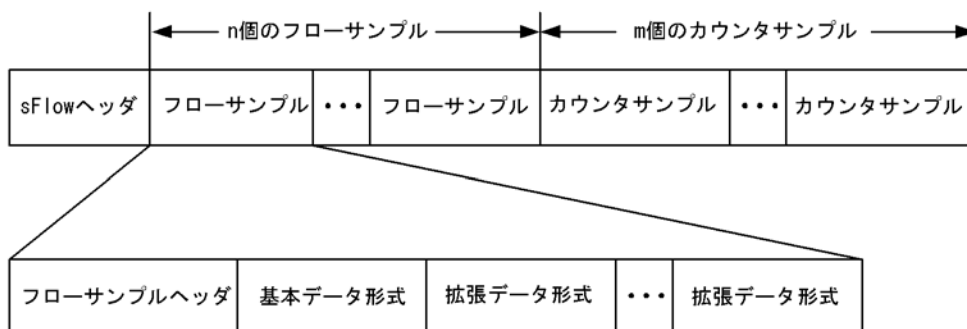 n個のフローサンプル m個のカウンタサンプル
sFlowヘッダ フローサンプル ・・・ フローサンプル カウンタサンプル ・・・ カウンタサンプル
フローサンプルヘッダ 基本データ形式 拡張データ形式 ・・・ 拡張データ形式